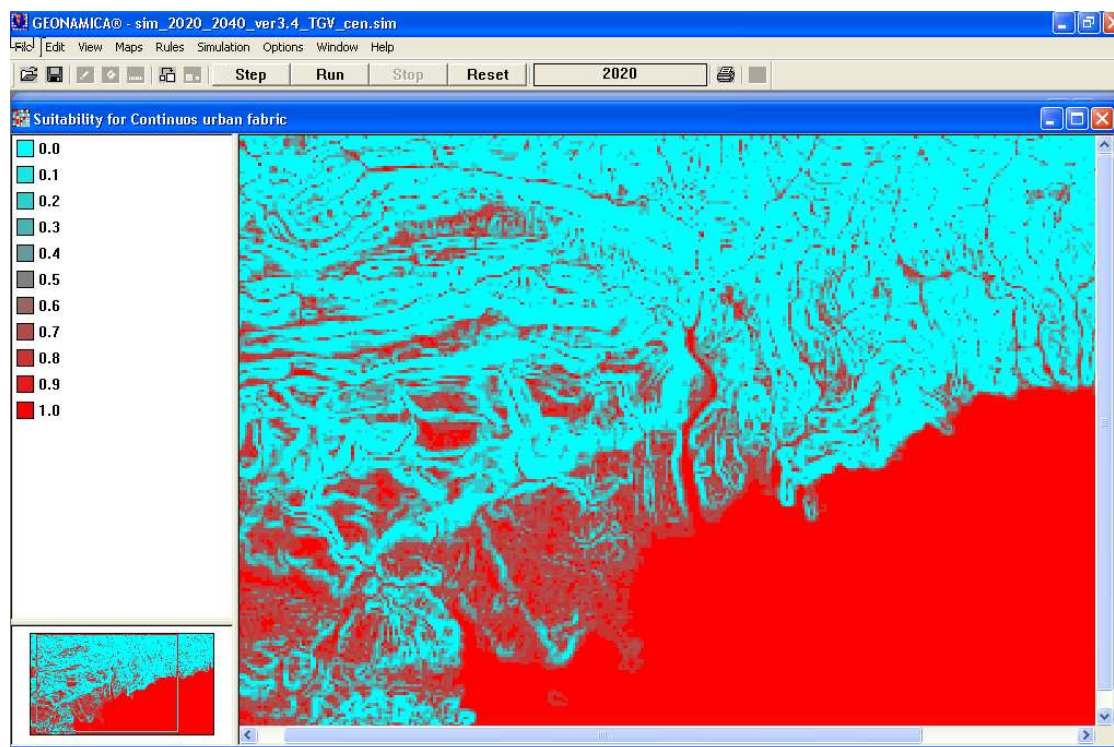 GEONAMICA® - sim_2020_2040_ver3.4_TGV_cen.sim
File Edit View Maps Rules Simulation Options Window Help
Step Run Stop Reset 2020
Suitability for Continuos urban fabric
0.0
0.1
0.2
0.3
0.4
0.5
0.6
0.7
0.8
0.9
1.0